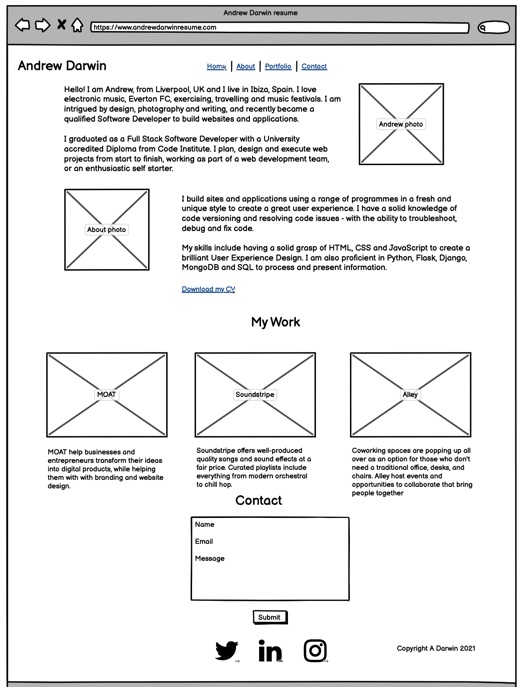 Andrew Darwin resume
https://www.andrewdarwinresume.com
Andrew Darwin
Home | About | Portfolio | Contact
Hello! I am Andrew, from Liverpool, UK and I live in Ibiza, Spain. I love
electronic music, Everton FC, exercising, travelling and music festivals. I am
intrigued by design, photography and writing, and recently became a
qualified Software Developer to build websites and applications.
I graduated as a Full Stack Software Developer with a University
accredited Diploma from Code Institute. I plan, design and execute web
projects from start to finish, working as part of a web development team,
or an enthusiastic self starter.
Andrew photo
About photo
I build sites and applications using a range of programmes in a fresh and
unique style to create a great user experience. I have a solid knowledge of
code versioning and resolving code issues - with the ability to troubleshoot,
debug and fix code.
My skills include having a solid grasp of HTML, CSS and JavaScript to create a
brilliant User Experience Design. I am also proficient in Python, Flask, Django,
MongoDB and SQL to process and present information.
Download my CV
My Work
MOAT
MOAT help businesses and
entrepreneurs transform their ideas
into digital products, while helping
them with with branding and website
design.
Soundstripe
Soundstripe offers well-produced
quality songs and sound effects at a
fair price. Curated playlists include
everything from modern orchestral
to chill hop.
Alley
Coworking spaces are popping up all
over as an option for those who don't
need a traditional office, desks, and
chairs. Alley host events and
opportunities to collaborate that bring
people together
Contact
Name
Email
Message
Submit
in
Copyright A Darwin 2021